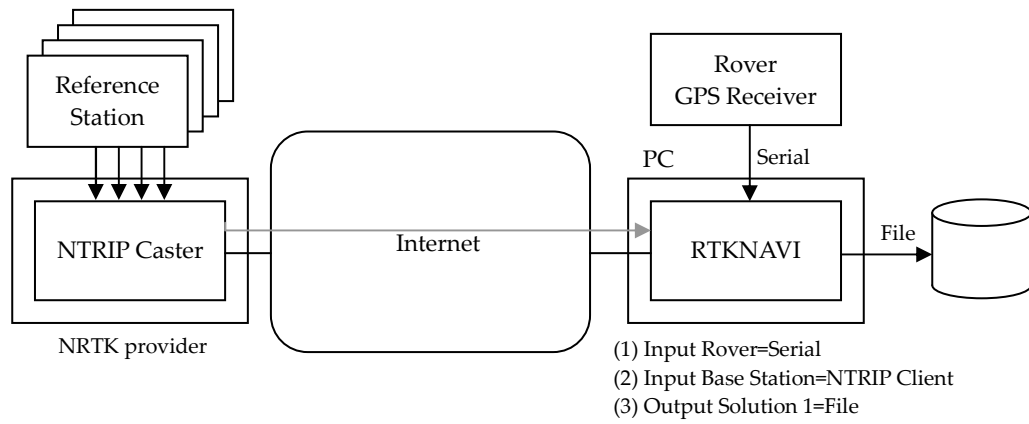 Reference
Station
Rover
GPS Receiver
PC
Serial
NTRIP Caster
Internet
RTKNAVI
File
NRTK provider
(1) Input Rover=Serial
(2) Input Base Station=NTRIP Client
(3) Output Solution 1=File